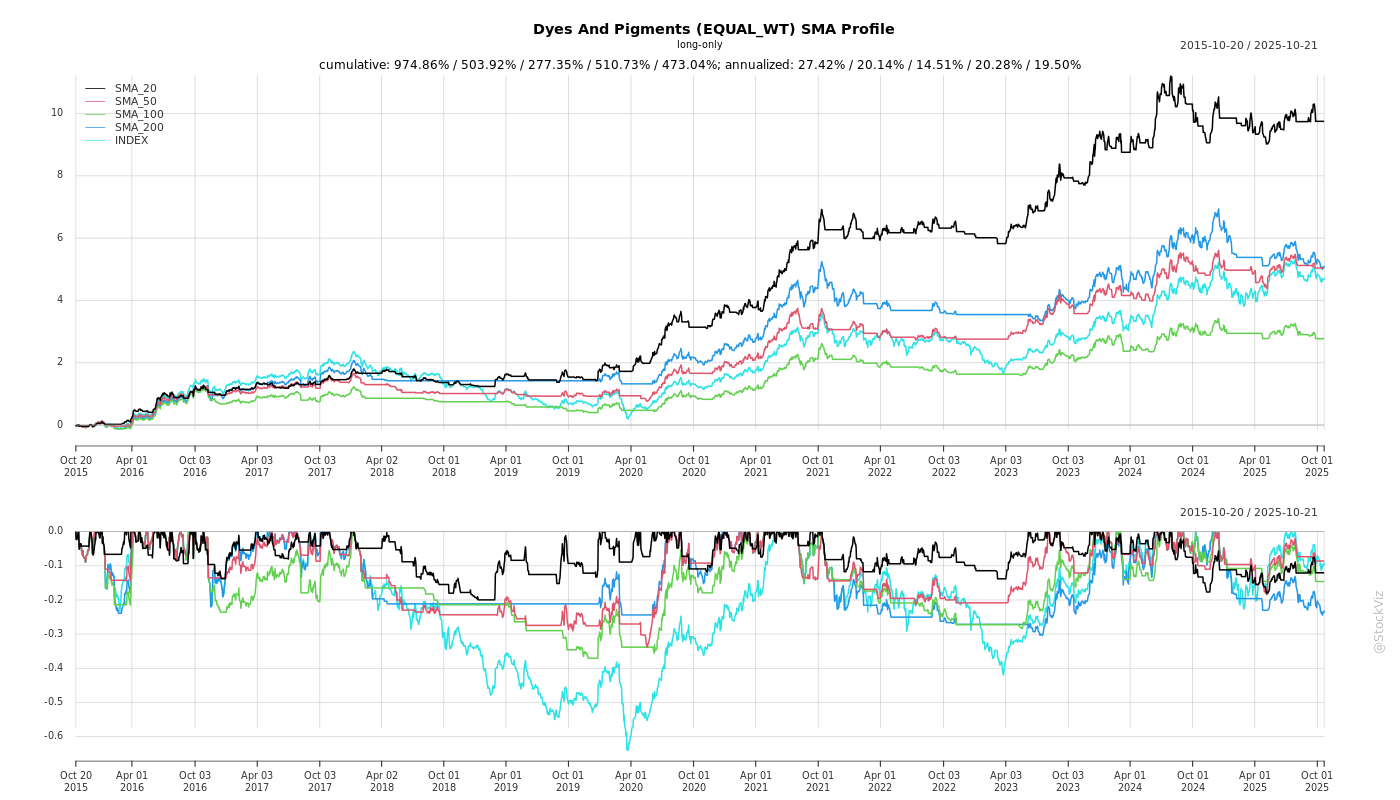 Dyes And Pigments (EQUAL_WT) SMA Profile
long-only
2015-10-20 / 2025-10-21
cumulative: 974.86% / 503.92% / 277.35% / 510.73% / 473.04%; annualized: 27.42% / 20.14% / 14.51% / 20.28% / 19.50%
SMA_20
SMA_50
SMA_100
SMA_200
INDEX
10
8
6
4
2
0
Oct 20 Apr 01 Oct 03 Apr 03 Oct 03 Apr 02 Oct 01 Apr 01 Oct 01 Apr 01 Oct 01 Apr 01 Oct 01 Apr 01 Oct 03 Apr 03 Oct 03 Apr 01 Oct 01 Apr 01 Oct 01
2015 2016 2016 2017 2017 2018 2018 2019 2019 2020 2020 2021 2021 2022 2022 2023 2023 2024 2024 2025 2025
2015-10-20 / 2025-10-21
0.0
-0.1
-0.2
-0.3
-0.4
-0.5
-0.6
Oct 20 Apr 01 Oct 03 Apr 03 Oct 03 Apr 02 Oct 01 Apr 01 Oct 01 Apr 01 Oct 01 Apr 01 Oct 01 Apr 01 Oct 03 Apr 03 Oct 03 Apr 01 Oct 01 Apr 01 Oct 01
2015 2016 2016 2017 2017 2018 2018 2019 2019 2020 2020 2021 2021 2022 2022 2023 2023 2024 2024 2025 2025
@StockViz